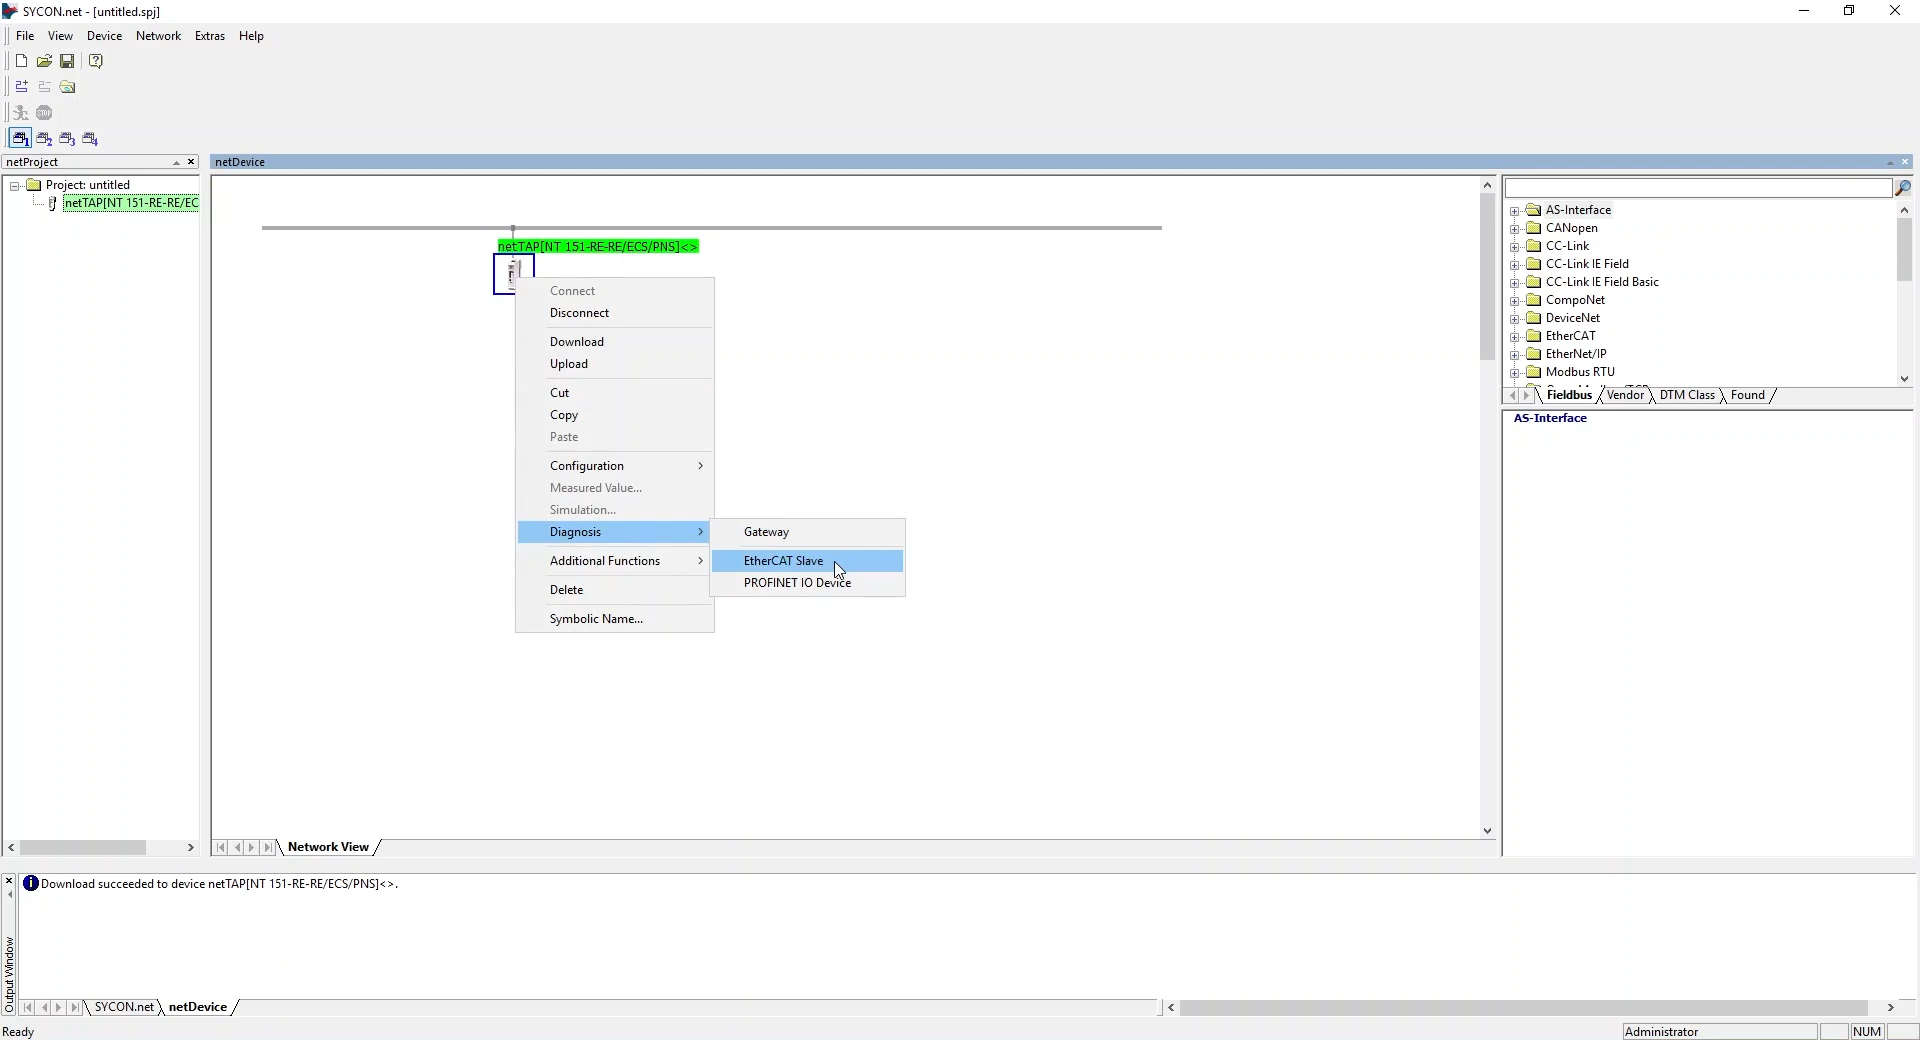 SYCON.net - [untitled.spj]
File View Device Network Extras Help
STOP
1 2 3 4
netProject
netDevice
Project: untitled
netTAP[NT 151-RE-RE/EC
netTAP[NT 151-RE-RE/ECS/PNS]<>
Connect
Disconnect
Download
Upload
Cut
Copy
Paste
Configuration
Measured Value...
Simulation...
Diagnosis
Additional Functions
Delete
Symbolic Name...
Gateway
EtherCAT Slave
PROFINET IO Device
AS-Interface
CANopen
CC-Link
CC-Link IE Field
CC-Link IE Field Basic
CompoNet
DeviceNet
EtherCAT
EtherNet/IP
Modbus RTU
Fieldbus Vendor DTM Class Found
AS-Interface
Network View
Download succeeded to device netTAP[NT 151-RE-RE/ECS/PNS]<>.
Output Window
SYCON.net netDevice
Ready
Administrator
NUM